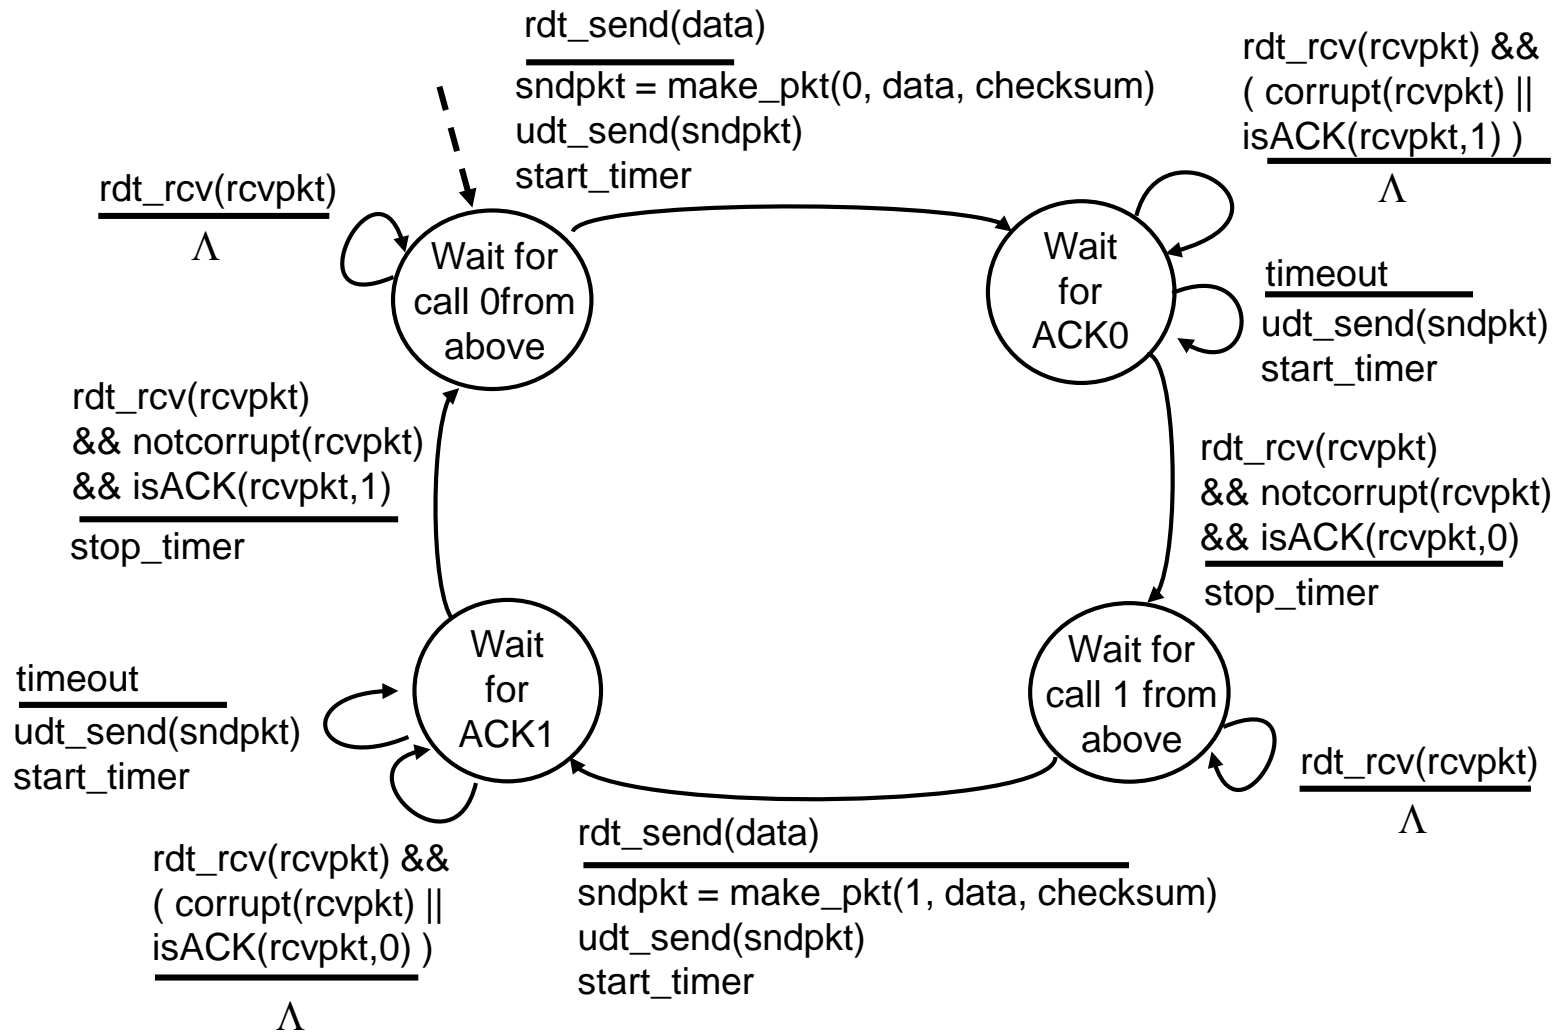 rdt_send(data)
sndpkt = make_pkt(0, data, checksum)
udt_send(sndpkt)
start_timer
rdt_rcv(rcvpkt) &&
( corrupt(rcvpkt) ||
isACK(rcvpkt,1) )
Λ
rdt_rcv(rcvpkt)
Λ
Wait for
call 0from
above
Wait
for
ACK0
timeout
udt_send(sndpkt)
start_timer
rdt_rcv(rcvpkt)
&& notcorrupt(rcvpkt)
&& isACK(rcvpkt,1)
stop_timer
rdt_rcv(rcvpkt)
&& notcorrupt(rcvpkt)
&& isACK(rcvpkt,0)
stop_timer
Wait
for
ACK1
Wait for
call 1 from
above
timeout
udt_send(sndpkt)
start_timer
rdt_rcv(rcvpkt)
Λ
rdt_send(data)
sndpkt = make_pkt(1, data, checksum)
udt_send(sndpkt)
start_timer
rdt_rcv(rcvpkt) &&
( corrupt(rcvpkt) ||
isACK(rcvpkt,0) )
Λ